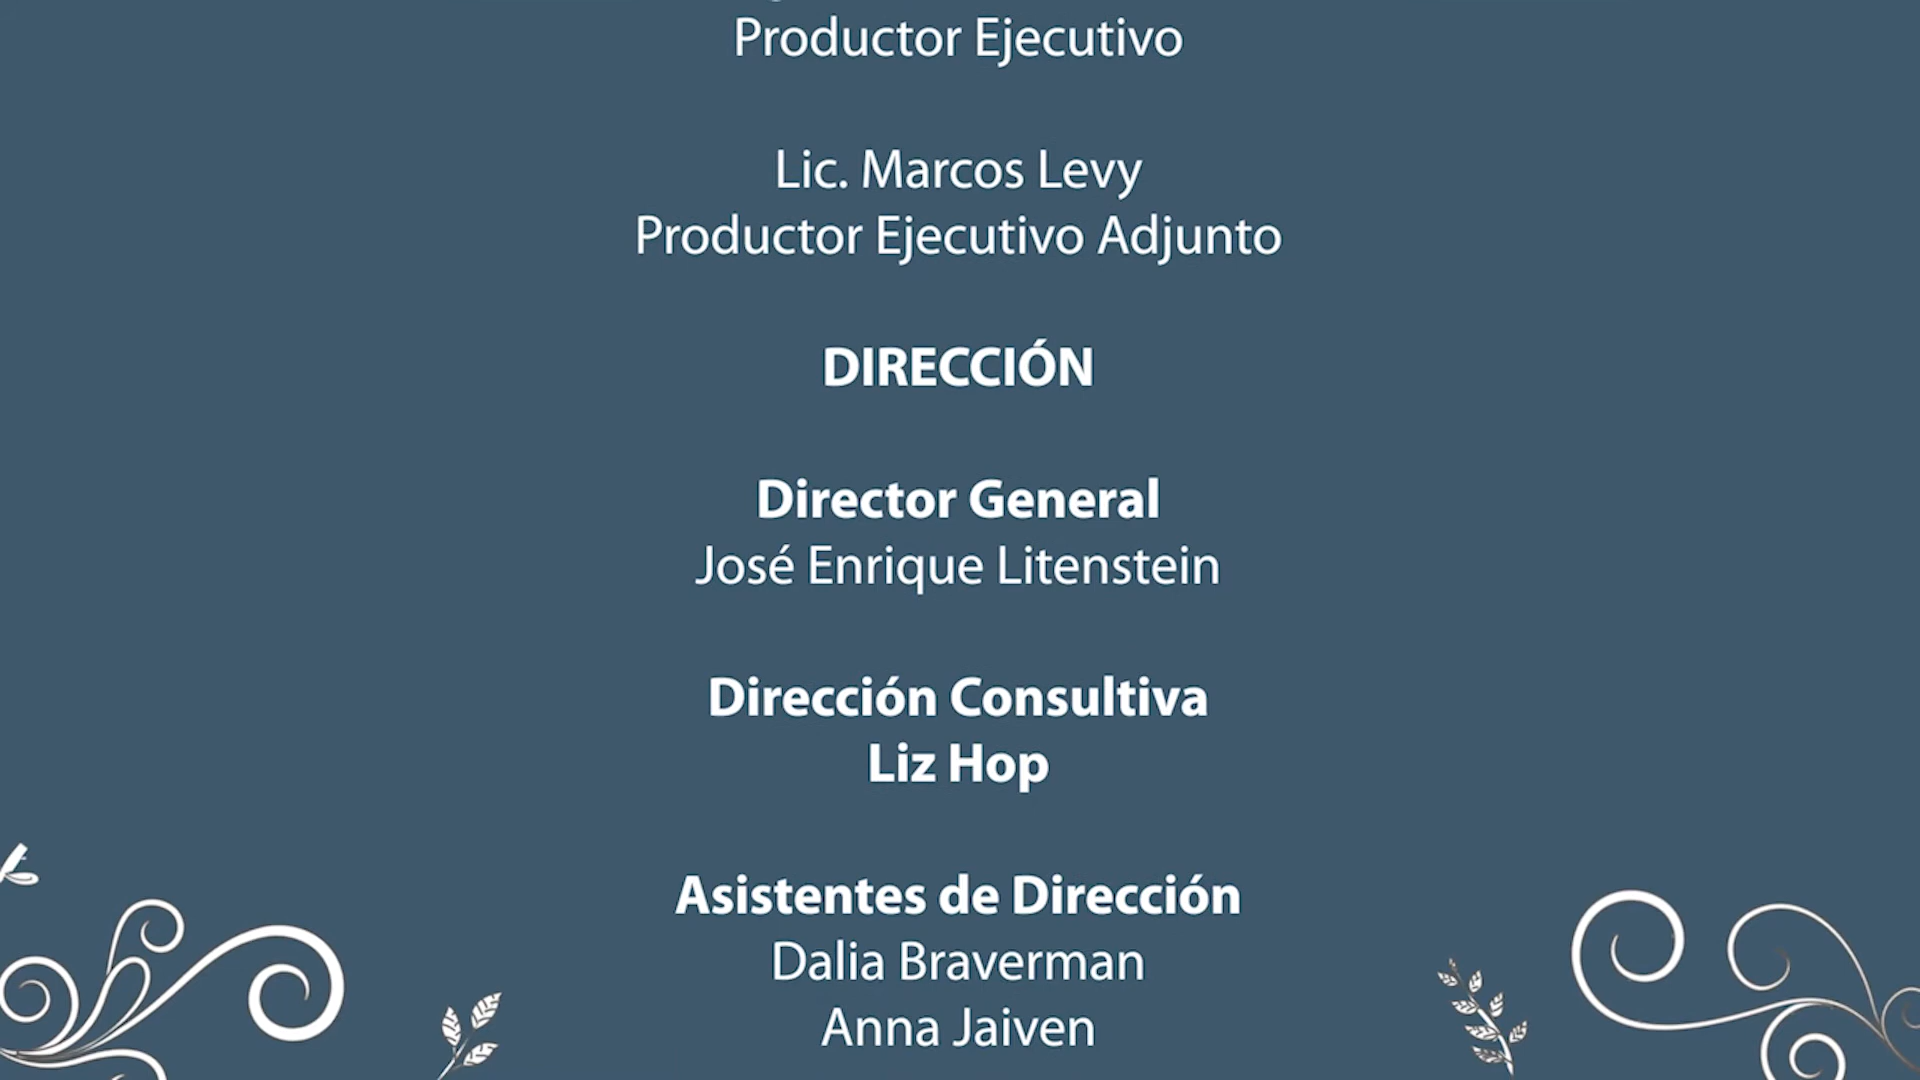 Productor Ejecutivo
Lic. Marcos Levy
Productor Ejecutivo Adjunto
DIRECCIÓN
Director General
José Enrique Litenstein
Dirección Consultiva
Liz Hop
Asistentes de Dirección
Dalia Braverman
Anna Jaiven